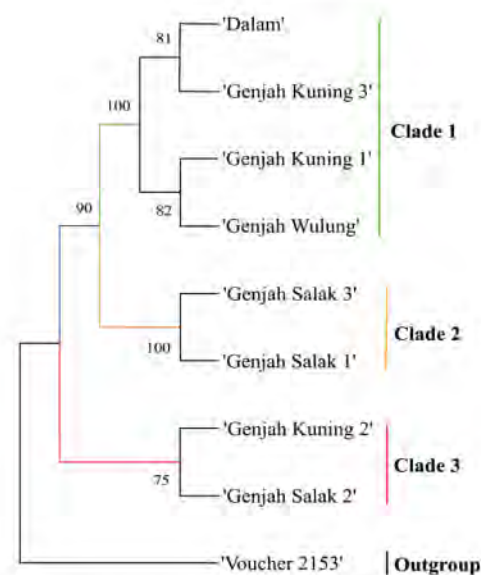 'Dalam'
81
'Genjah Kuning 3'
100
Clade 1
'Genjah Kuning 1'
82
'Genjah Wulung'
90
'Genjah Salak 3'
Clade 2
100
'Genjah Salak 1'
'Genjah Kuning 2'
Clade 3
75
'Genjah Salak 2'
'Voucher 2153'
Outgroup